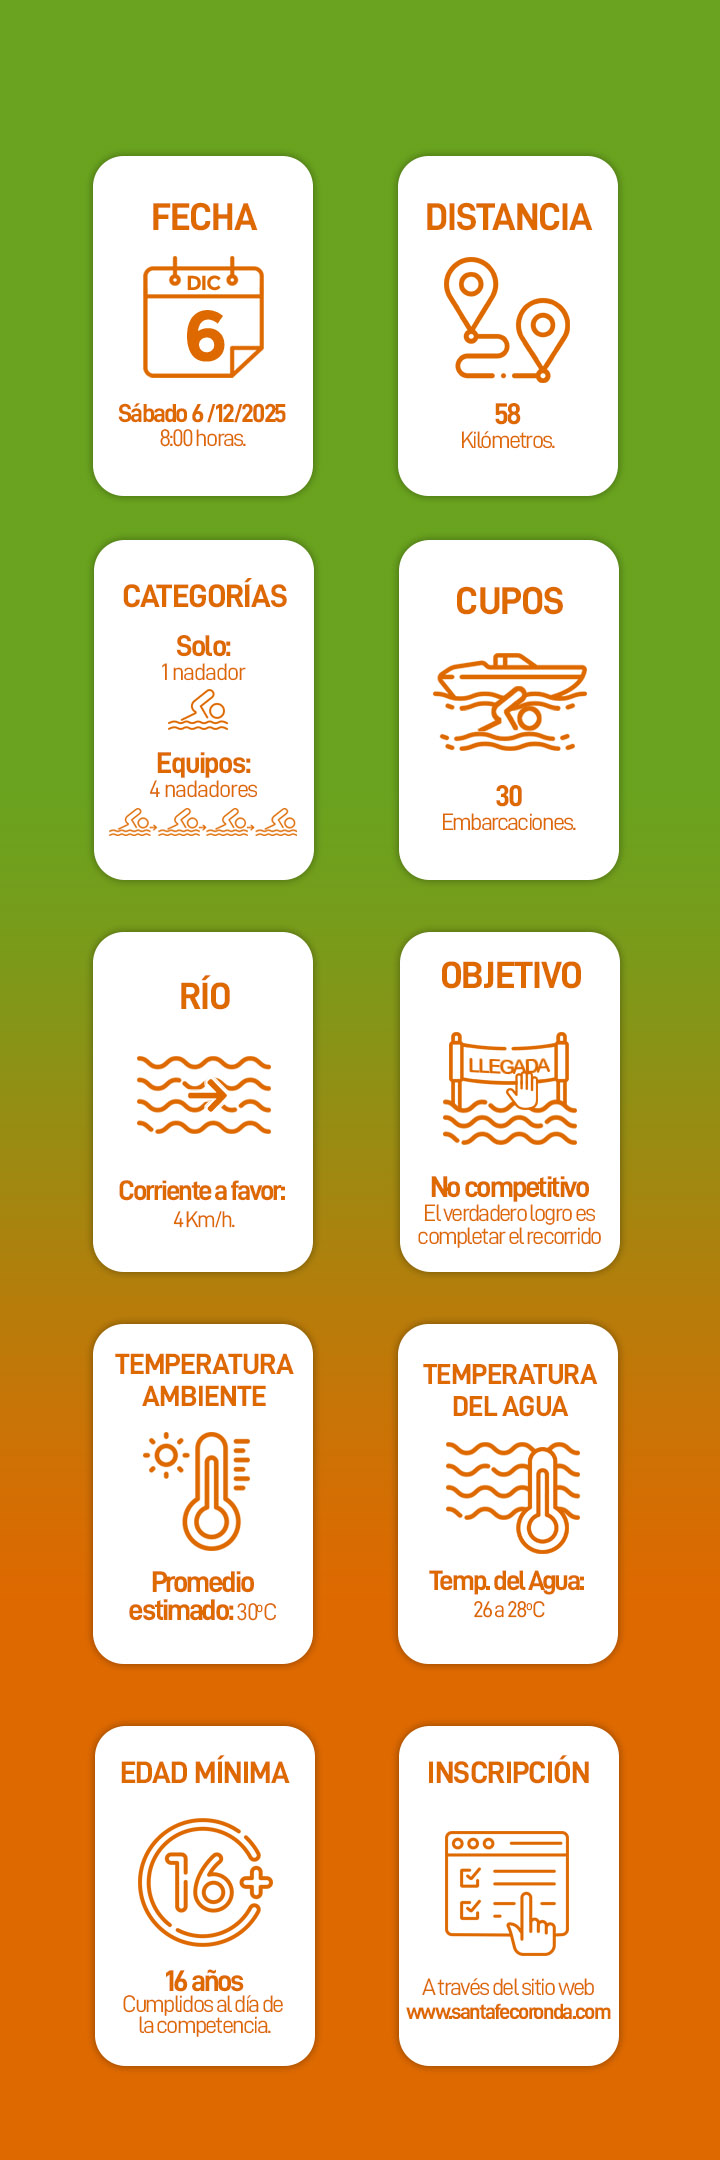 FECHA
DIC
6
Sábado 6 /12/2025
8:00 horas.
DISTANCIA
58
Kilómetros.
CATEGORÍAS
Solo:
1 nadador
Equipos:
4 nadadores
CUPOS
30
Embarcaciones.
RÍO
Corriente a favor:
4 Km/h.
OBJETIVO
LLEGADA
No competitivo
El verdadero logro es
completar el recorrido
TEMPERATURA
AMBIENTE
Promedio
estimado: 30ºC
TEMPERATURA
DEL AGUA
Temp. del Agua:
26 a 28ºC
EDAD MÍNIMA
16+
16 años
Cumplidos al día de
la competencia.
INSCRIPCIÓN
A través del sitio web
www.santafecoronda.com